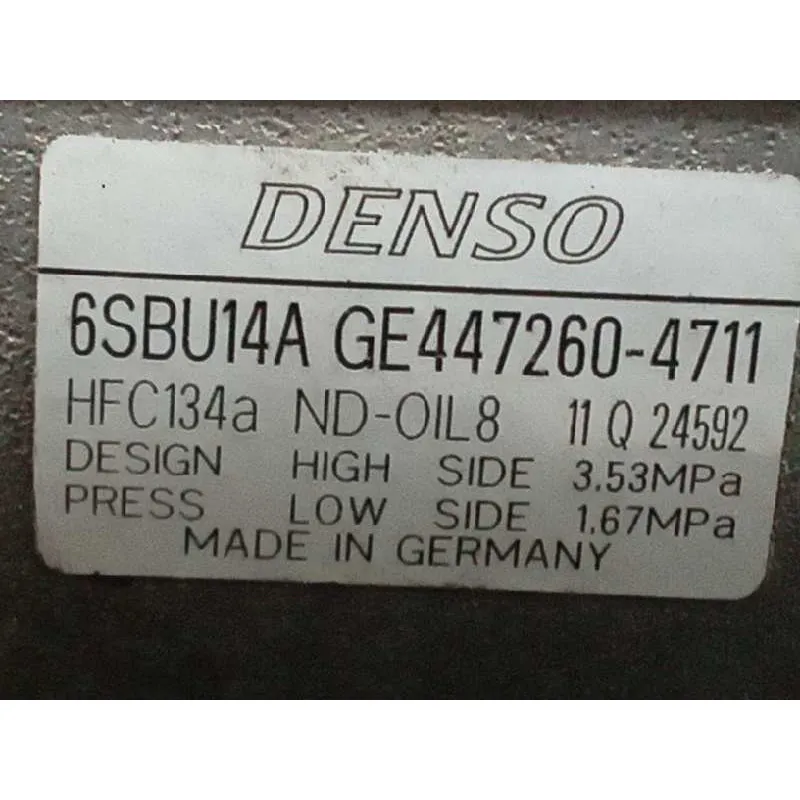 DENSO
6SBU14A GE447260-4711
HFC134a ND-OIL8 11 Q 24592
DESIGN HIGH SIDE 3.53MPa
PRESS LOW SIDE 1.67MPa
MADE IN GERMANY